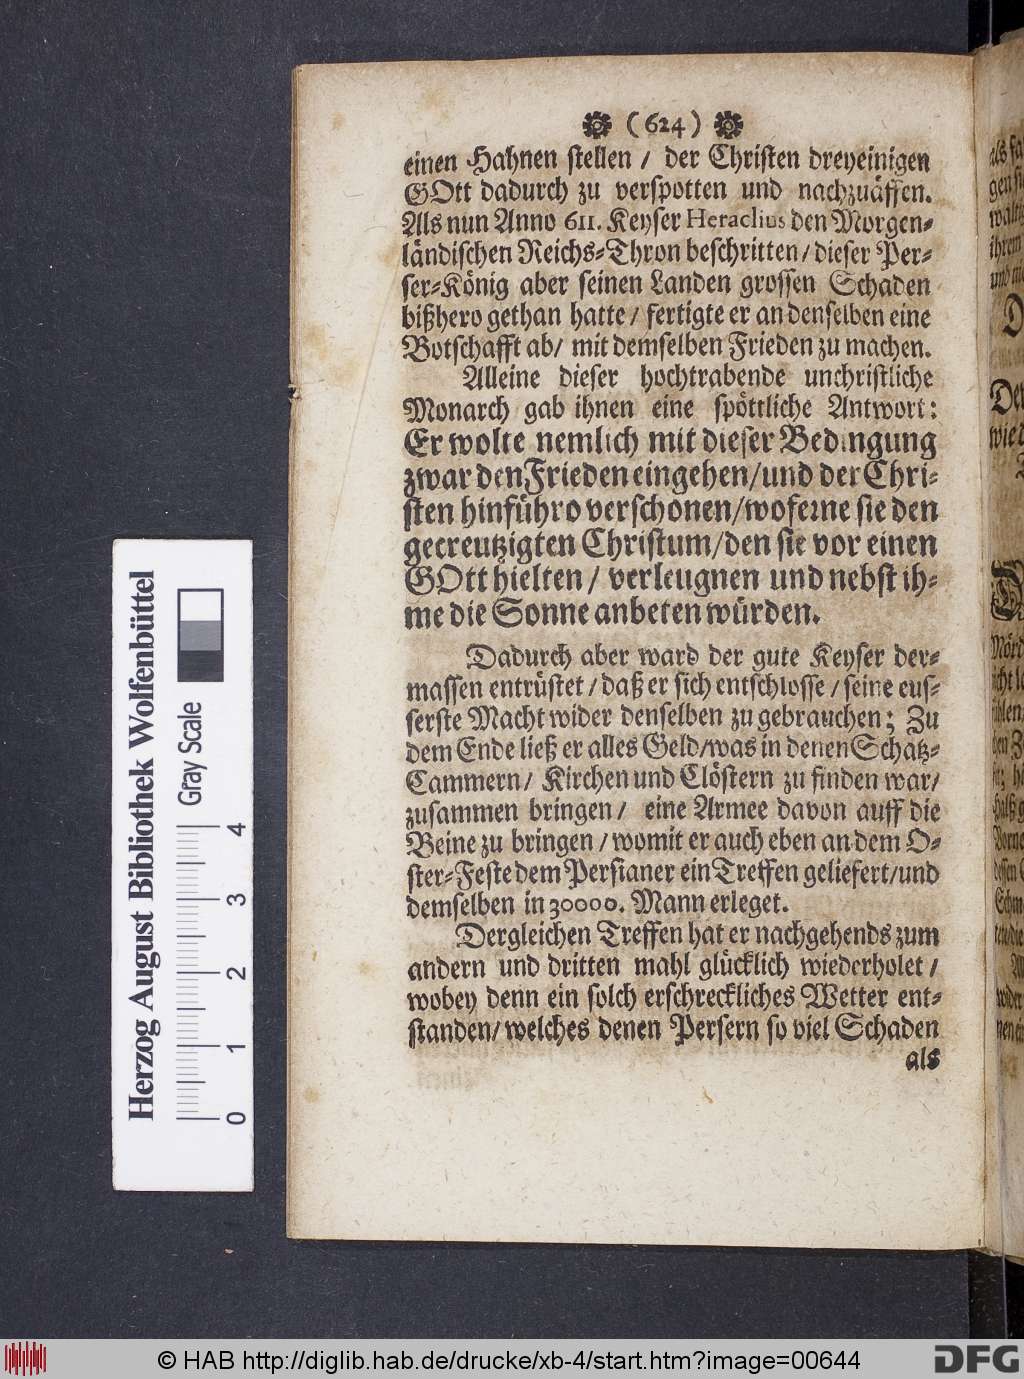 (624)
einen Hahnen stellen / der Christen dreyeinigen
GOtt dadurch zu verspotten und nachzuäffen.
Als nun Anno 611. Keyser Heraclius den Morgen-
ländischen Reichs-Thron beschritten / dieser Per-
ser-König aber seinen Landen grossen Schaden
bißhero gethan hatte / fertigte er an denselben eine
Botschafft ab / mit demselben Frieden zu machen.
Alleine dieser hochtrabende unchristliche
Monarch gab ihnen eine spöttliche Antwort:
Er wolte nemlich mit dieser Bedingung
zwar den Frieden eingehen / und der Chri-
sten hinführo verschonen / woferne sie den
gecreutzigten Christum / den sie vor einen
GOtt hielten / verleugnen und nebst ih-
me die Sonne anbeten würden.
Dadurch aber ward der gute Keyser der-
massen entrüstet / daß er sich entschlosse / seine eus-
serste Macht wider denselben zu gebrauchen; Zu
dem Ende ließ er alles Geld / was in denen Schatz-
Cammern / Kirchen und Clöstern zu finden war /
zusammen bringen / eine Armee davon auff die
Beine zu bringen / womit er auch eben an dem O-
ster-Feste dem Persianer ein Treffen geliefert / und
demselben in 30000. Mann erleget.
Dergleichen Treffen hat er nachgehends zum
andern und dritten mahl glücklich wiederholet /
wobey denn ein solch erschreckliches Wetter ent-
standen / welches denen Persern so viel Schaden
als
Herzog August Bibliothek Wolfenbüttel
Gray Scale
0 1 2 3 4
© HAB http://diglib.hab.de/drucke/xb-4/start.htm?image=00644
DFG